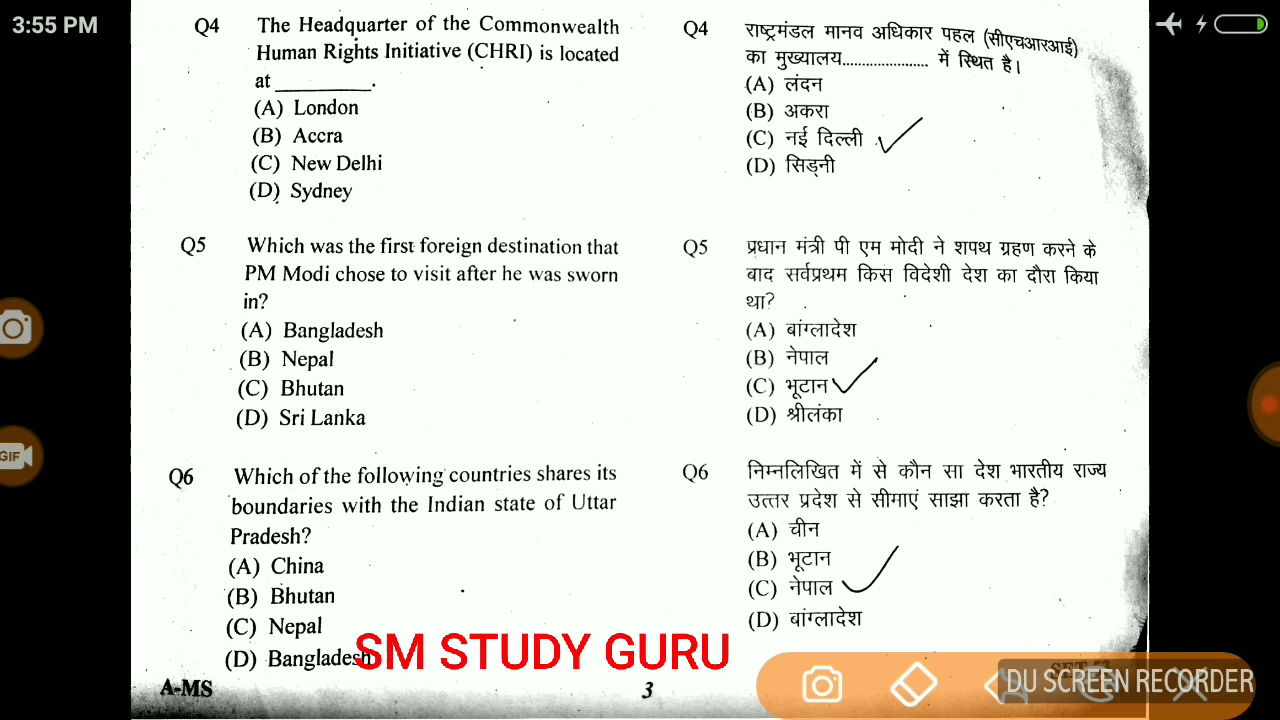 3:55 PM
Q4 The Headquarter of the Commonwealth
Human Rights Initiative (CHRI) is located
at _________.
(A) London
(B) Accra
(C) New Delhi
(D) Sydney
Q5 Which was the first foreign destination that
PM Modi chose to visit after he was sworn
in?
(A) Bangladesh
(B) Nepal
(C) Bhutan
(D) Sri Lanka
Q6 Which of the following countries shares its
boundaries with the Indian state of Uttar
Pradesh?
(A) China
(B) Bhutan
(C) Nepal
(D) Bangladesh
Q4 राष्ट्रमंडल मानव अधिकार पहल (सीएचआरआई)
का मुख्यालय...................... में स्थित है।
(A) लंदन
(B) अकरा
(C) नई दिल्ली
(D) सिड्नी
Q5 प्रधान मंत्री पी एम मोदी ने शपथ ग्रहण करने के
बाद सर्वप्रथम किस विदेशी देश का दौरा किया
था?
(A) बांग्लादेश
(B) नेपाल
(C) भूटान
(D) श्रीलंका
Q6 निम्नलिखित में से कौन सा देश भारतीय राज्य
उत्तर प्रदेश से सीमाएं साझा करता है?
(A) चीन
(B) भूटान
(C) नेपाल
(D) बांग्लादेश
SM STUDY GURU
A-MS
3
GIF
DU SCREEN RECORDER